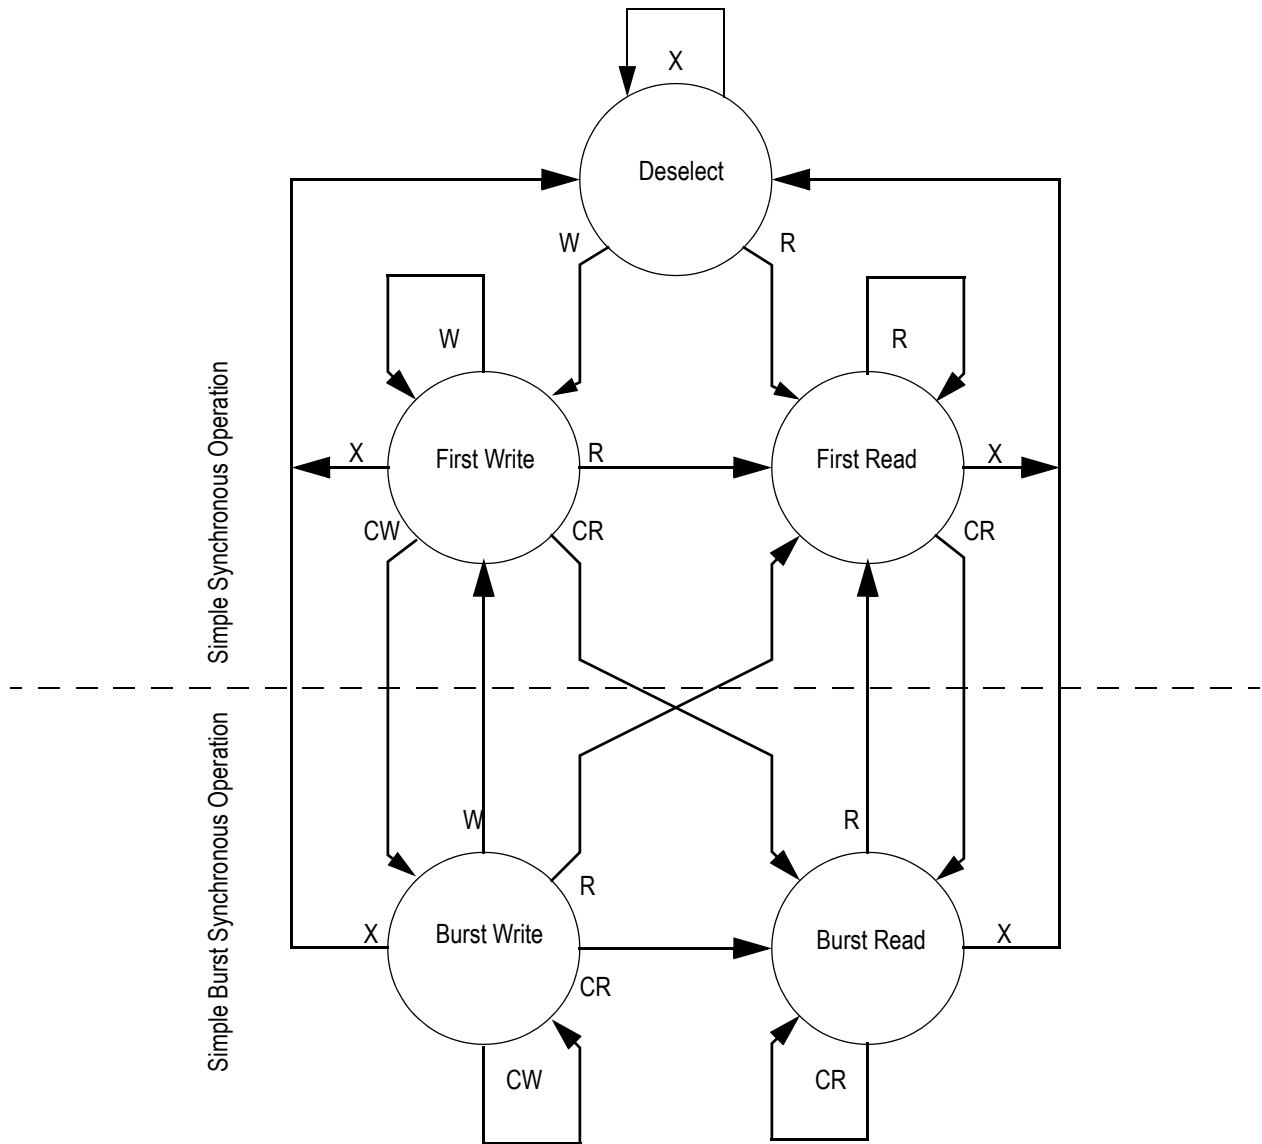 X
Deselect
W
R
W
R
Simple Synchronous Operation
X
First Write
R
First Read
X
CW
CR
CR
W
R
Simple Burst Synchronous Operation
R
X
Burst Write
Burst Read
X
CR
CW
CR